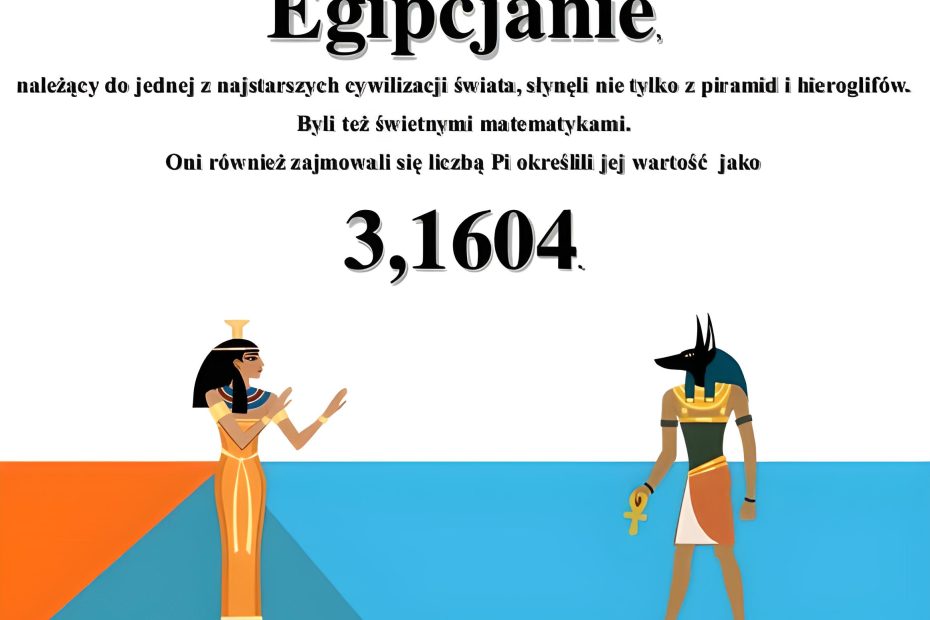 Egipcjanie,
należący do jednej z najstarszych cywilizacji świata, słynęli nie tylko z piramid i hieroglifów.
Byli też świetnymi matematykami.
Oni również zajmowali się liczbą Pi określili jej wartość jako
3,1604.